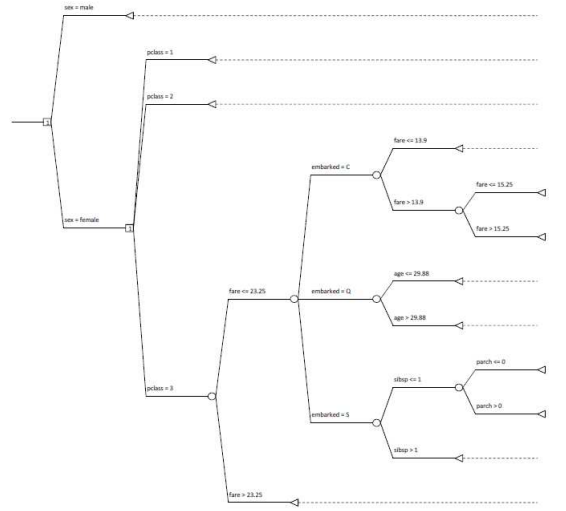 sex = male
pclass = 1
pclass = 2
fare <= 13.9
embarked = C
fare <= 15.25
fare > 13.9
1
sex = female
1
fare > 15.25
age <= 29.88
fare <= 23.25
embarked = Q
age > 29.88
parch <= 0
sibsp <= 1
pclass = 3
parch > 0
embarked = S
sibsp > 1
fare > 23.25